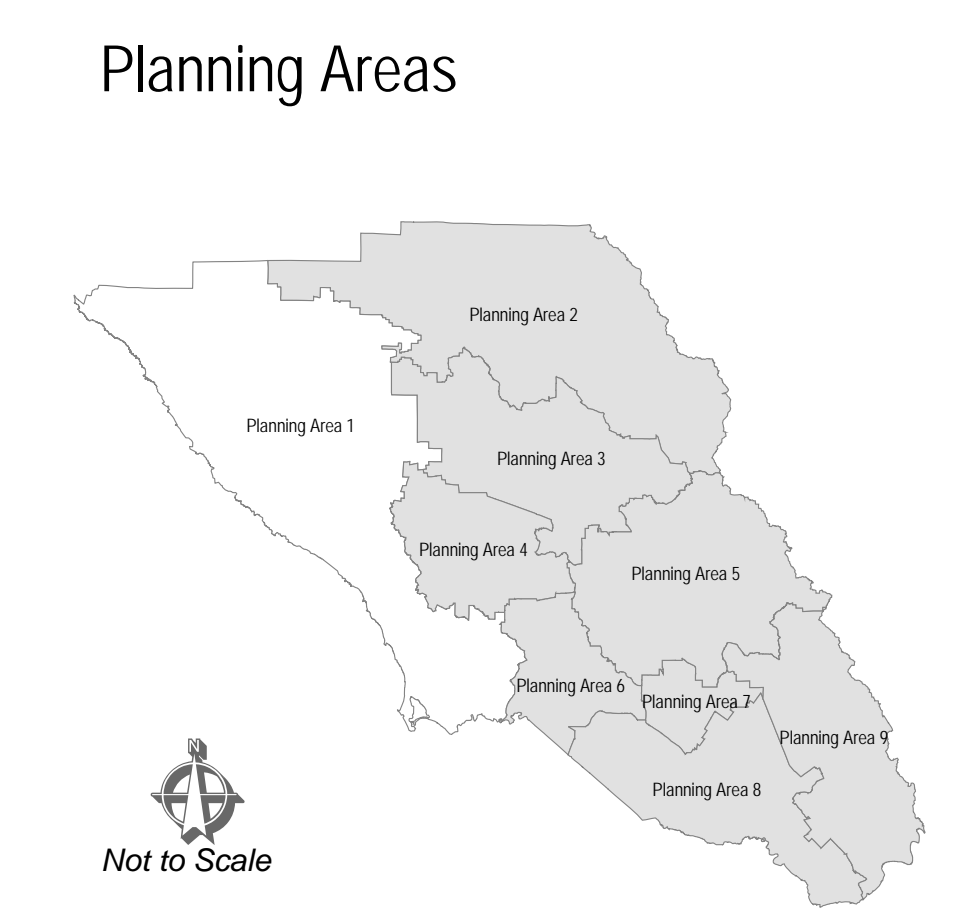 Planning Areas
Planning Area 2
Planning Area 1
Planning Area 3
Planning Area 4
Planning Area 5
Planning Area 6
Planning Area 7
Planning Area 9
Planning Area 8
N
Not to Scale